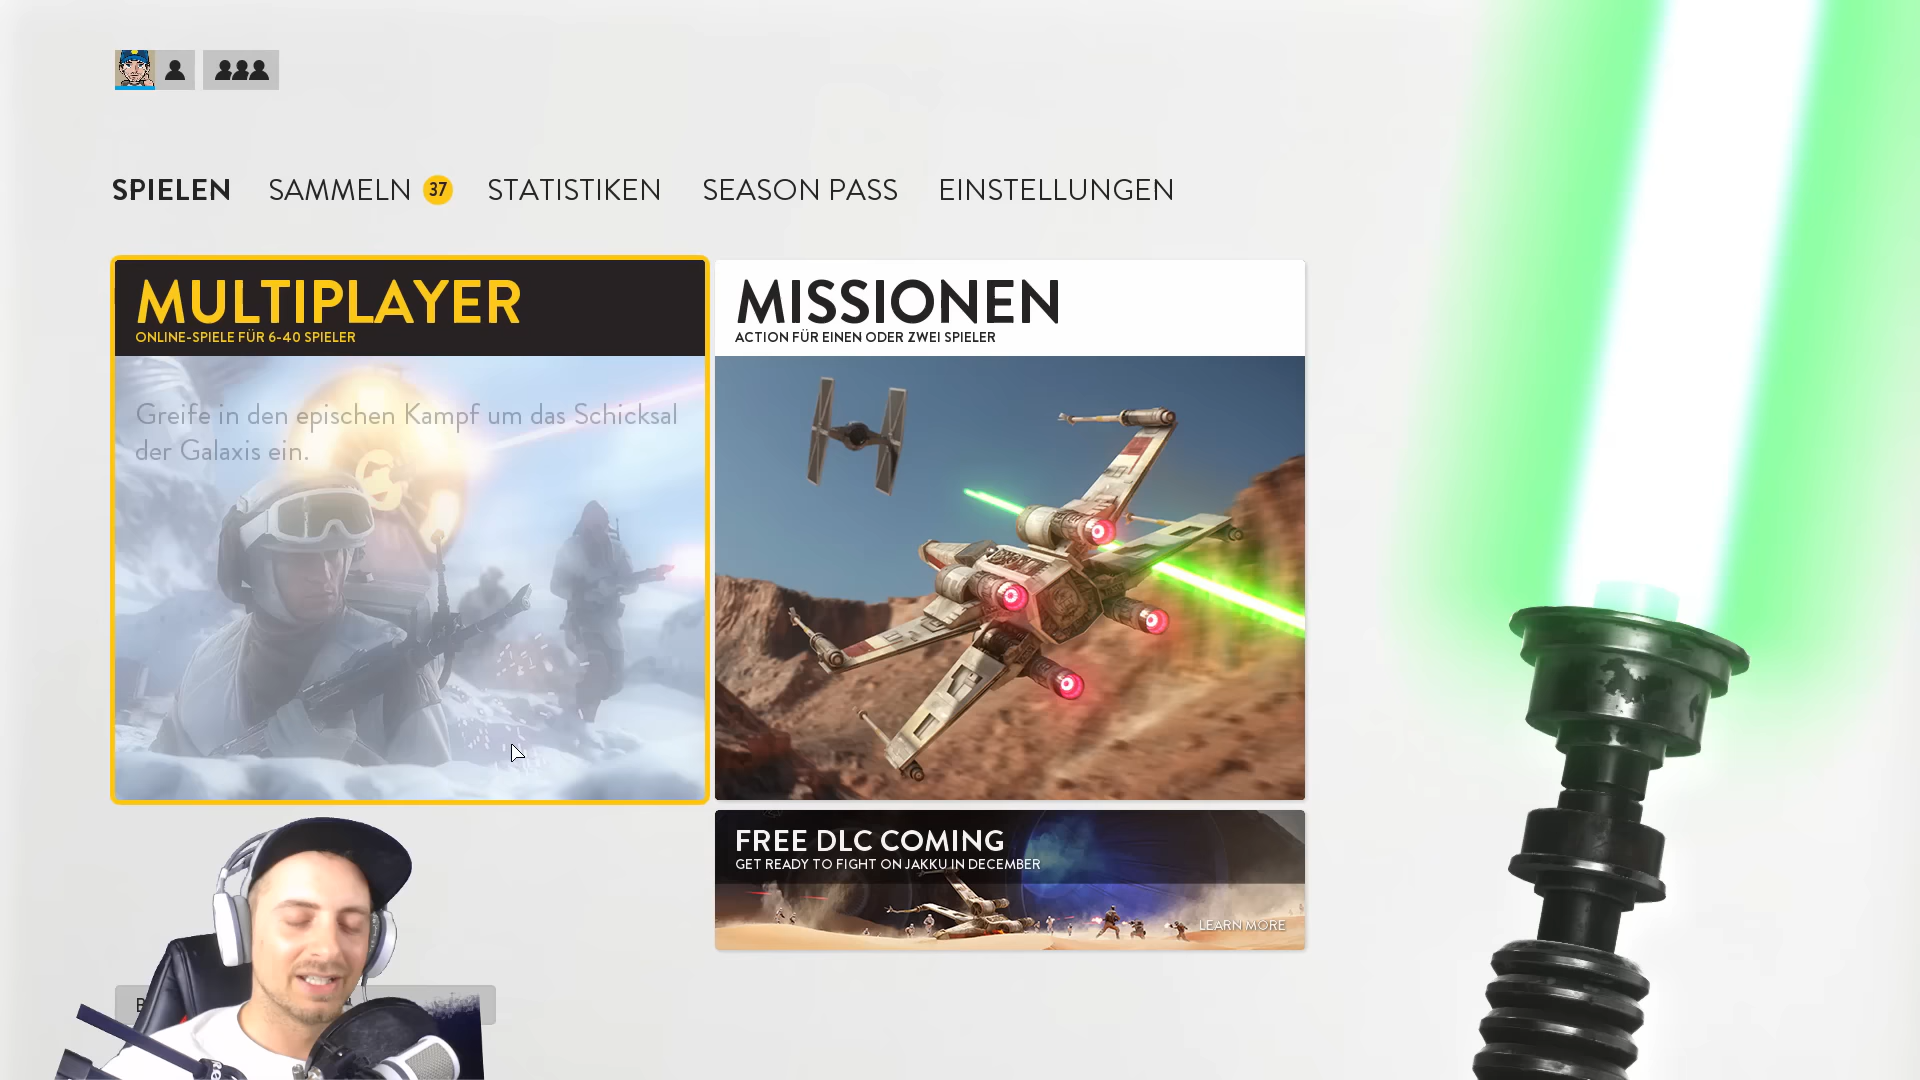 SPIELEN SAMMELN 37 STATISTIKEN SEASON PASS EINSTELLUNGEN
MULTIPLAYER
ONLINE-SPIELE FÜR 6-40 SPIELER
Greife in den epischen Kampf um das Schicksal
der Galaxis ein.
MISSIONEN
ACTION FÜR EINEN ODER ZWEI SPIELER
FREE DLC COMING
GET READY TO FIGHT ON JAKKU IN DECEMBER
LEARN MORE